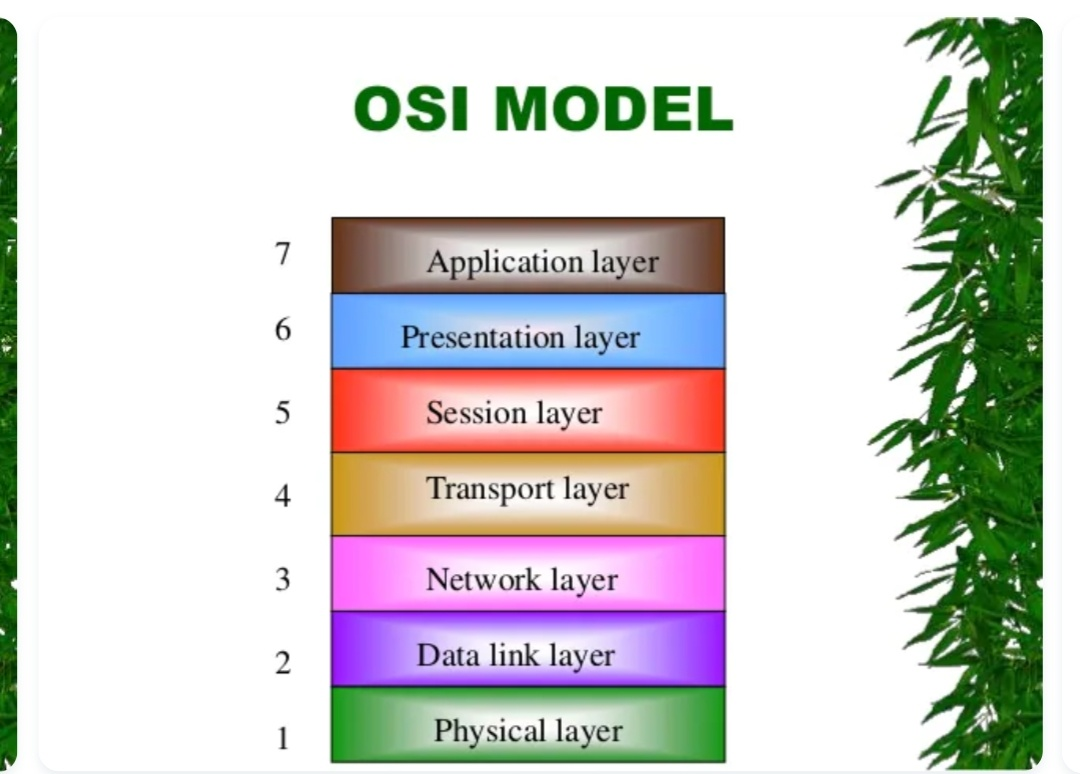 OSI MODEL
7 Application layer
6 Presentation layer
5 Session layer
4 Transport layer
3 Network layer
2 Data link layer
1 Physical layer